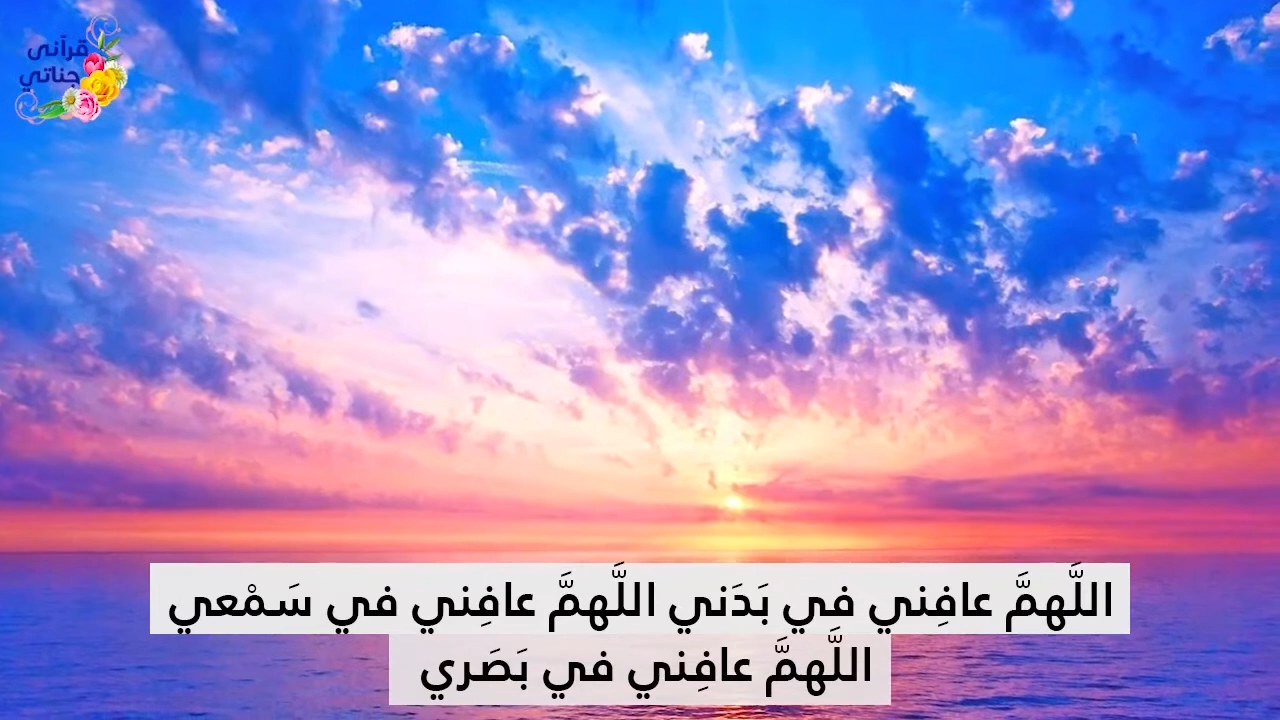 قرآنى
جناتي
اللَّهمَّ عافِني في بَدَني اللَّهمَّ عافِني في سَمْعي
اللَّهمَّ عافِني في بَصَري